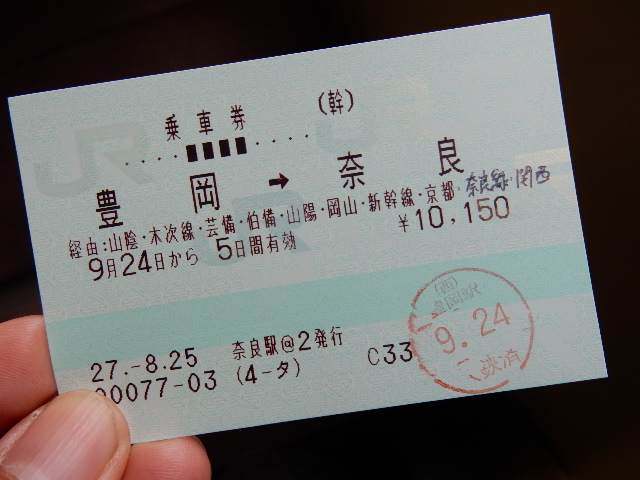 乗車券 (幹)
豊岡 → 奈良
経由:山陰・木次線・芸備・伯備・山陽・岡山・新幹線・京都・奈良線・関西
9月24日から 5日間有効 ¥10,150
27.-8.25 奈良駅@2発行
00077-03 (4-タ) C33
(西)
豊岡駅
9.24
JR